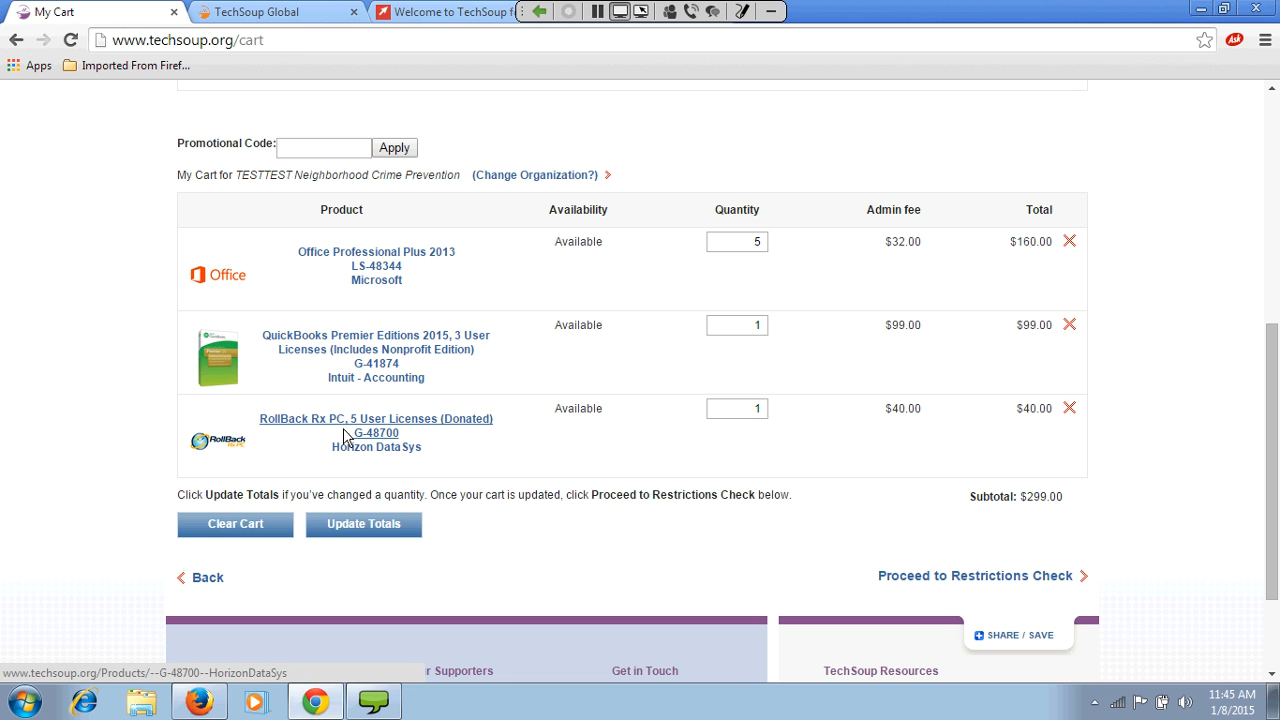 My Cart
TechSoup Global
Welcome to TechSoup f
www.techsoup.org/cart
Ask
Apps
Imported From Firef...
Promotional Code:
Apply
My Cart for TESTTEST Neighborhood Crime Prevention (Change Organization?)
Product Availability Quantity Admin fee Total
Office
Office Professional Plus 2013
LS-48344
Microsoft
Available 5 $32.00 $160.00
QuickBooks Premier Editions 2015, 3 User
Licenses (Includes Nonprofit Edition)
G-41874
Intuit - Accounting
Available 1 $99.00 $99.00
RollBack
Rx PC
RollBack Rx PC, 5 User Licenses (Donated)
G-48700
Horizon DataSys
Available 1 $40.00 $40.00
Click Update Totals if you've changed a quantity. Once your cart is updated, click Proceed to Restrictions Check below.
Subtotal: $299.00
Clear Cart
Update Totals
Back
Proceed to Restrictions Check
SHARE / SAVE
www.techsoup.org/Products/--G-48700--HorizonDataSys
r Supporters
Get in Touch
TechSoup Resources
11:45 AM
1/8/2015